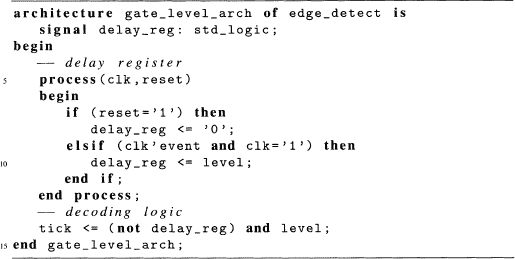 architecture gate_level_arch of edge_detect is
signal delay_reg: std_logic;
begin
— delay register
5 process(clk,reset)
begin
if (reset='1') then
delay_reg <= '0';
elsif (clk'event and clk='1') then
10 delay_reg <= level;
end if;
end process;
— decoding logic
tick <= (not delay_reg) and level;
15 end gate_level_arch;